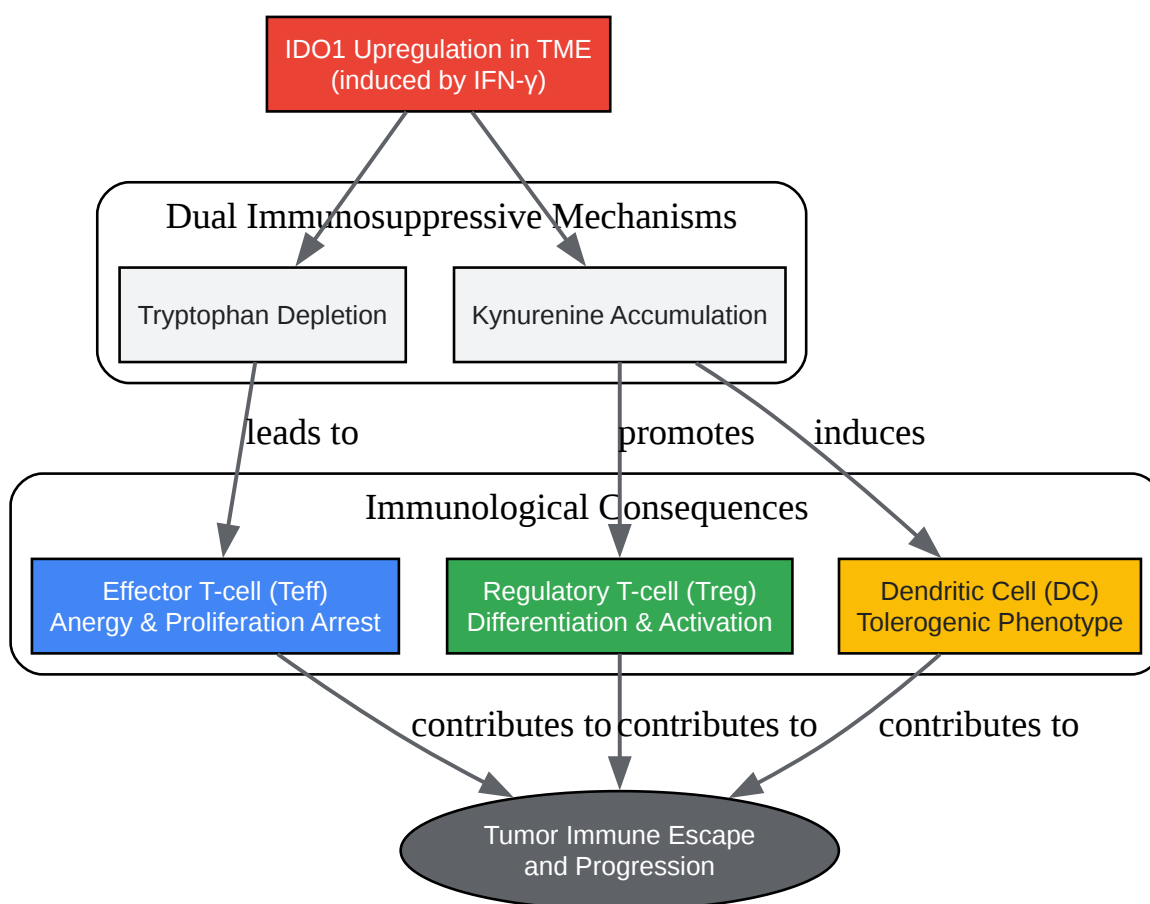 IDO1 Upregulation in TME
(induced by IFN-γ)
Dual Immunosuppressive Mechanisms
Tryptophan Depletion
Kynurenine Accumulation
leads to
promotes
induces
Immunological Consequences
Effector T-cell (Teff)
Anergy & Proliferation Arrest
Regulatory T-cell (Treg)
Differentiation & Activation
Dendritic Cell (DC)
Tolerogenic Phenotype
contributes to
contributes to
contributes to
Tumor Immune Escape
and Progression